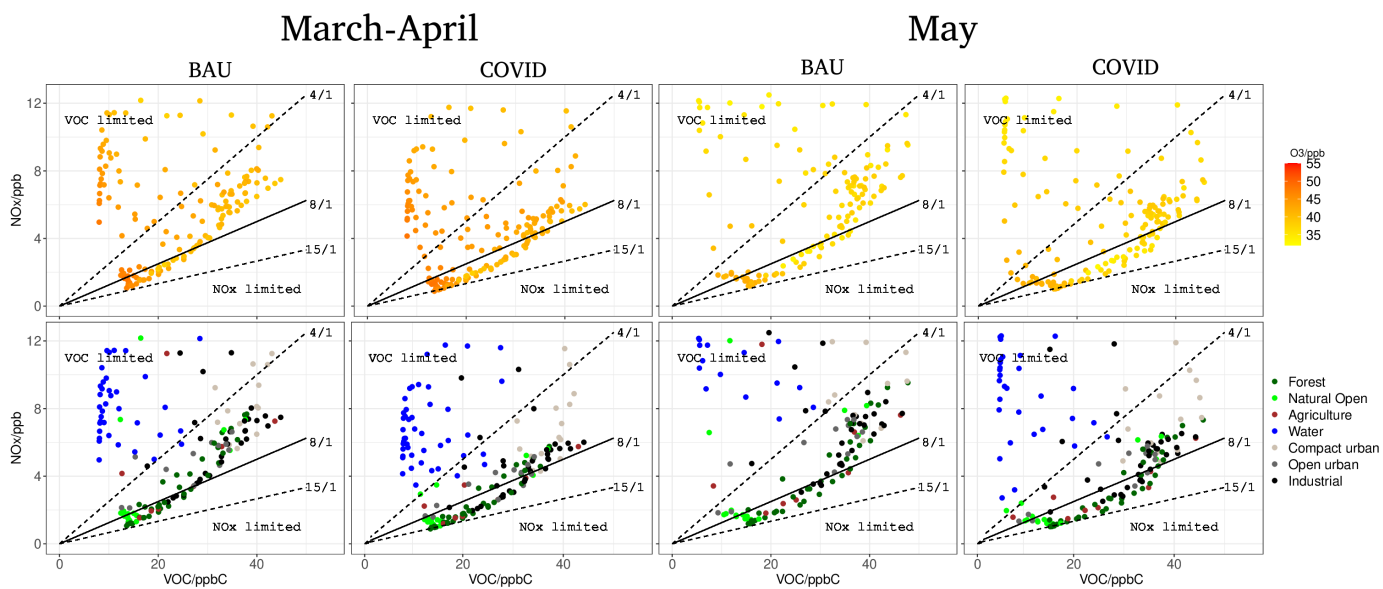 March-April
May
BAU
COVID
BAU
COVID
12
8
4
0
NOx/ppb
VOC limited
4/1
8/1
15/1
NOx limited
VOC limited
4/1
8/1
15/1
NOx limited
VOC limited
4/1
8/1
15/1
NOx limited
VOC limited
4/1
8/1
15/1
NOx limited
O3/ppb
55
50
45
40
35
12
8
4
0
NOx/ppb
VOC limited
4/1
8/1
15/1
NOx limited
VOC limited
4/1
8/1
15/1
NOx limited
VOC limited
4/1
8/1
15/1
NOx limited
VOC limited
4/1
8/1
15/1
NOx limited
Forest
Natural Open
Agriculture
Water
Compact urban
Open urban
Industrial
0 20 40
0 20 40
0 20 40
0 20 40
VOC/ppbC
VOC/ppbC
VOC/ppbC
VOC/ppbC